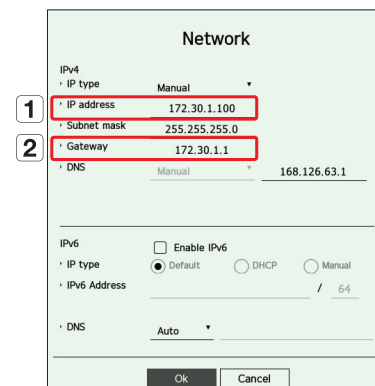 Network
IPv4
IP type Manual
1 IP address 172.30.1.100
Subnet mask 255.255.255.0
2 Gateway 172.30.1.1
DNS Manual 168.126.63.1
IPv6 Enable IPv6
IP type Default DHCP Manual
IPv6 Address / 64
DNS Auto
Ok Cancel